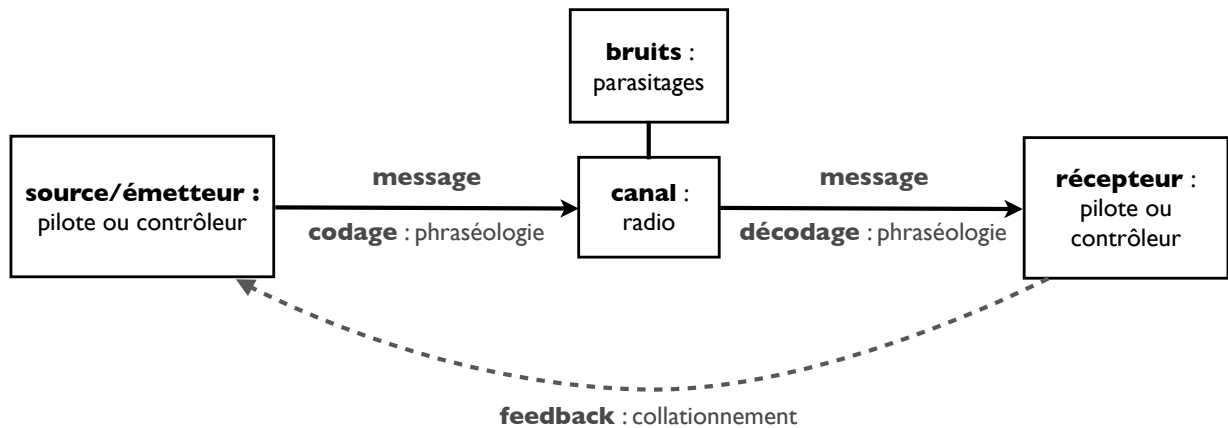 bruits :
parasitages
source/émetteur :
pilote ou contrôleur
message
codage : phraséologie
canal :
radio
message
décodage : phraséologie
récepteur :
pilote ou
contrôleur
feedback : collationnement